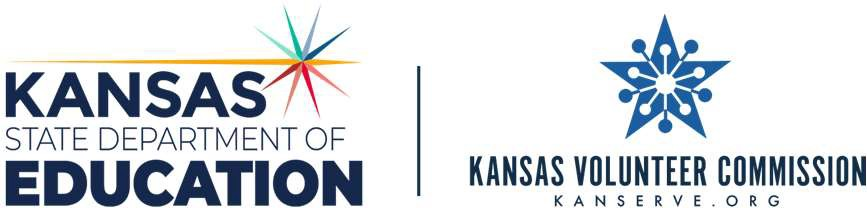 KANSAS
STATE DEPARTMENT OF
EDUCATION
KANSAS VOLUNTEER COMMISSION
KANSERVE.ORG